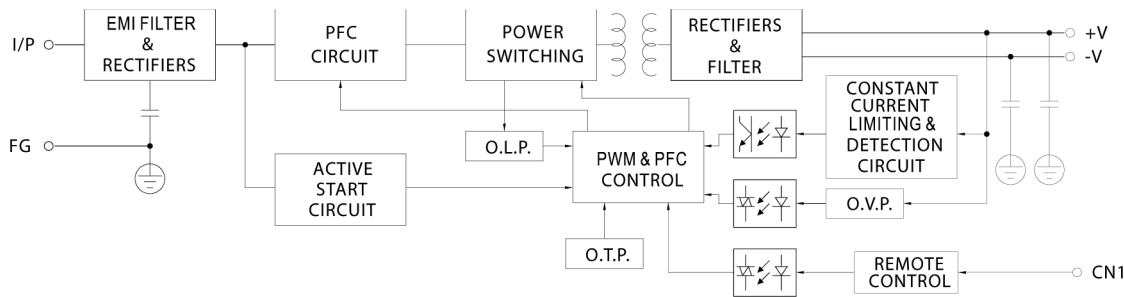 I/P
EMI FILTER
&
RECTIFIERS
PFC
CIRCUIT
POWER
SWITCHING
RECTIFIERS
&
FILTER
+V
-V
FG
O.L.P.
PWM & PFC
CONTROL
CONSTANT
CURRENT
LIMITING &
DETECTION
CIRCUIT
ACTIVE
START
CIRCUIT
O.V.P.
O.T.P.
REMOTE
CONTROL
CN1